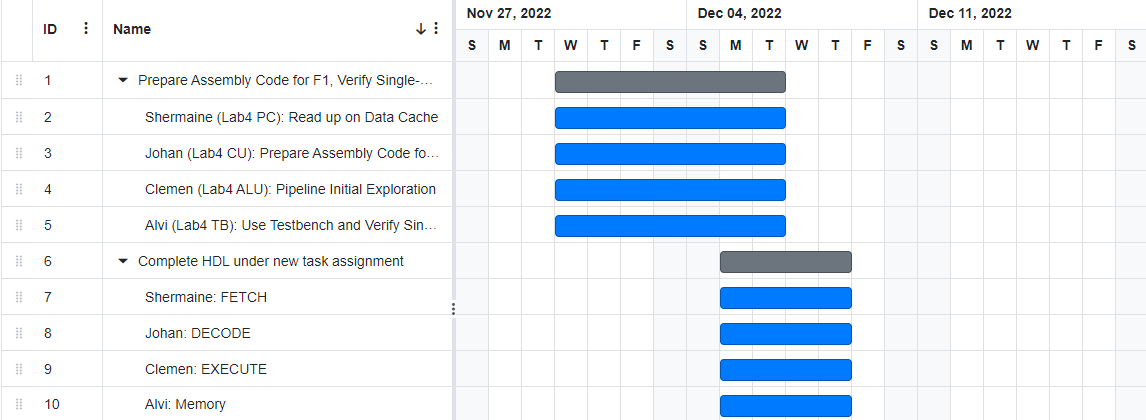 ID Name Nov 27, 2022 Dec 04, 2022 Dec 11, 2022
S M T W T F S S M T W T F S S M T W T F S
1 Prepare Assembly Code for F1, Verify Single-…
2 Shermaine (Lab4 PC): Read up on Data Cache
3 Johan (Lab4 CU): Prepare Assembly Code fo…
4 Clemen (Lab4 ALU): Pipeline Initial Exploration
5 Alvi (Lab4 TB): Use Testbench and Verify Sin…
6 Complete HDL under new task assignment
7 Shermaine: FETCH
8 Johan: DECODE
9 Clemen: EXECUTE
10 Alvi: Memory